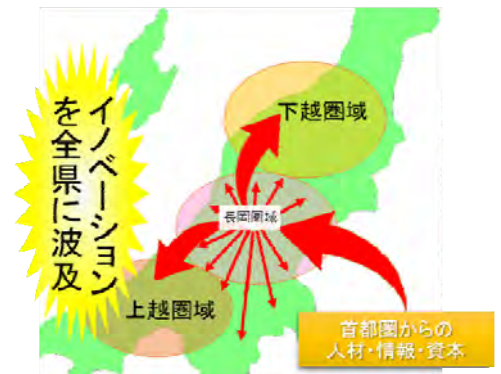 イノベーション
を全県に波及
下越圏域
長岡圏域
上越圏域
首都圏からの
人材・情報・資本